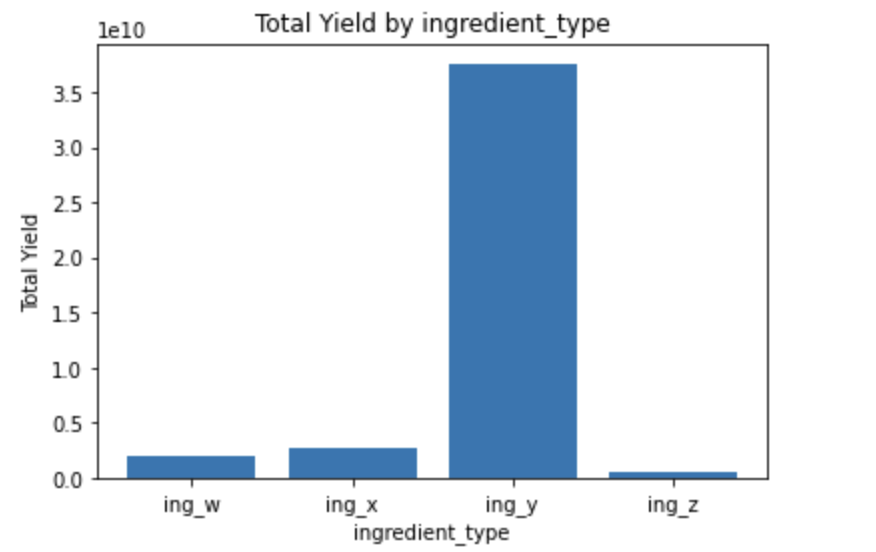 Total Yield by ingredient_type
1e10
3.5
3.0
2.5
2.0
1.5
1.0
0.5
0.0
Total Yield
ing_w ing_x ing_y ing_z
ingredient_type